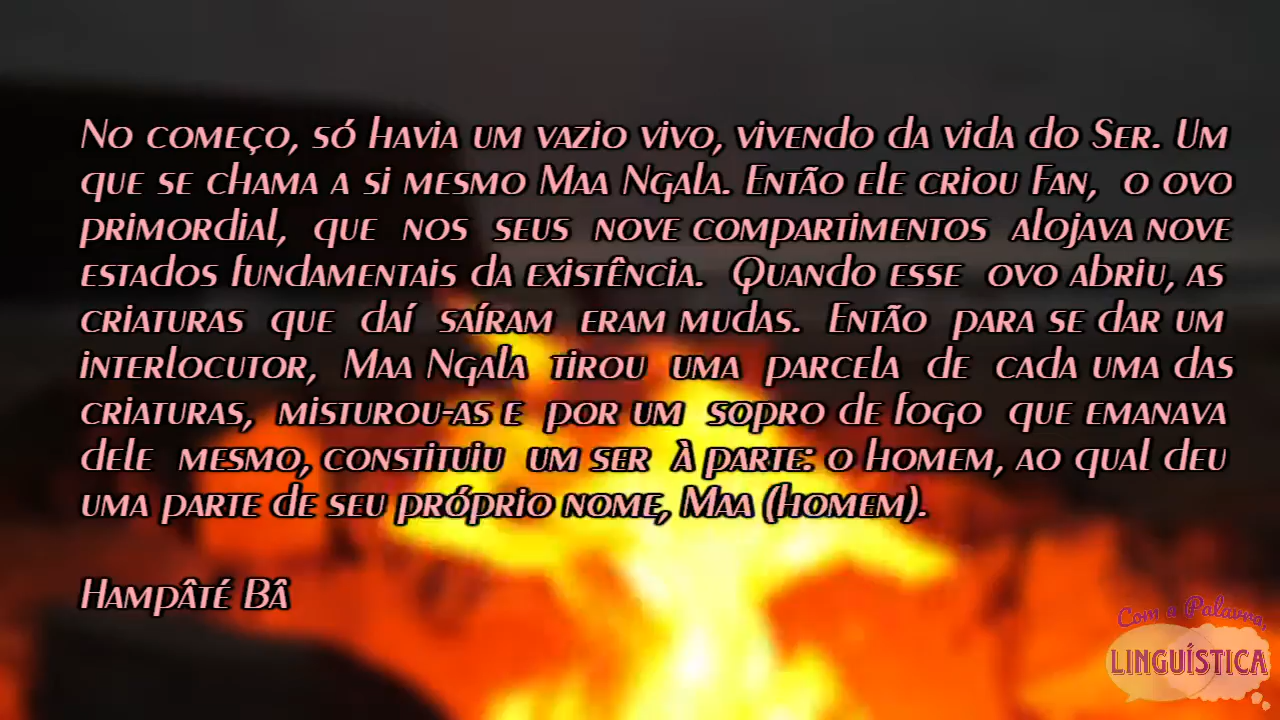 No começo, só havia um vazio vivo, vivendo da vida do Ser. Um
que se chama a si mesmo Maa Ngala. Então ele criou Fan, o ovo
primordial, que nos seus nove compartimentos alojava nove
estados fundamentais da existência. Quando esse ovo abriu, as
criaturas que daí saíram eram mudas. Então para se dar um
interlocutor, Maa Ngala tirou uma parcela de cada uma das
criaturas, misturou-as e por um sopro de fogo que emanava
dele mesmo, constituiu um ser à parte: o homem, ao qual deu
uma parte de seu próprio nome, Maa (homem).
Hampâté Bâ
Com a Palavra,
LINGUÍSTICA